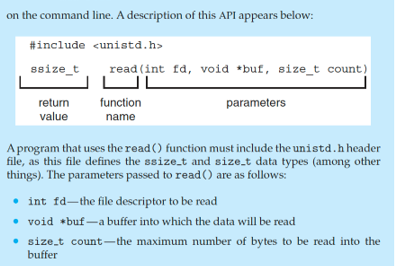 on the command line. A description of this API appears below:
#include <unistd.h>
ssize_t read(int fd, void *buf, size_t count)
return function parameters
value name
A program that uses the read() function must include the unistd.h header
file, as this file defines the ssize_t and size_t data types (among other
things). The parameters passed to read() are as follows:
• int fd—the file descriptor to be read
• void *buf—a buffer into which the data will be read
• size_t count—the maximum number of bytes to be read into the
buffer